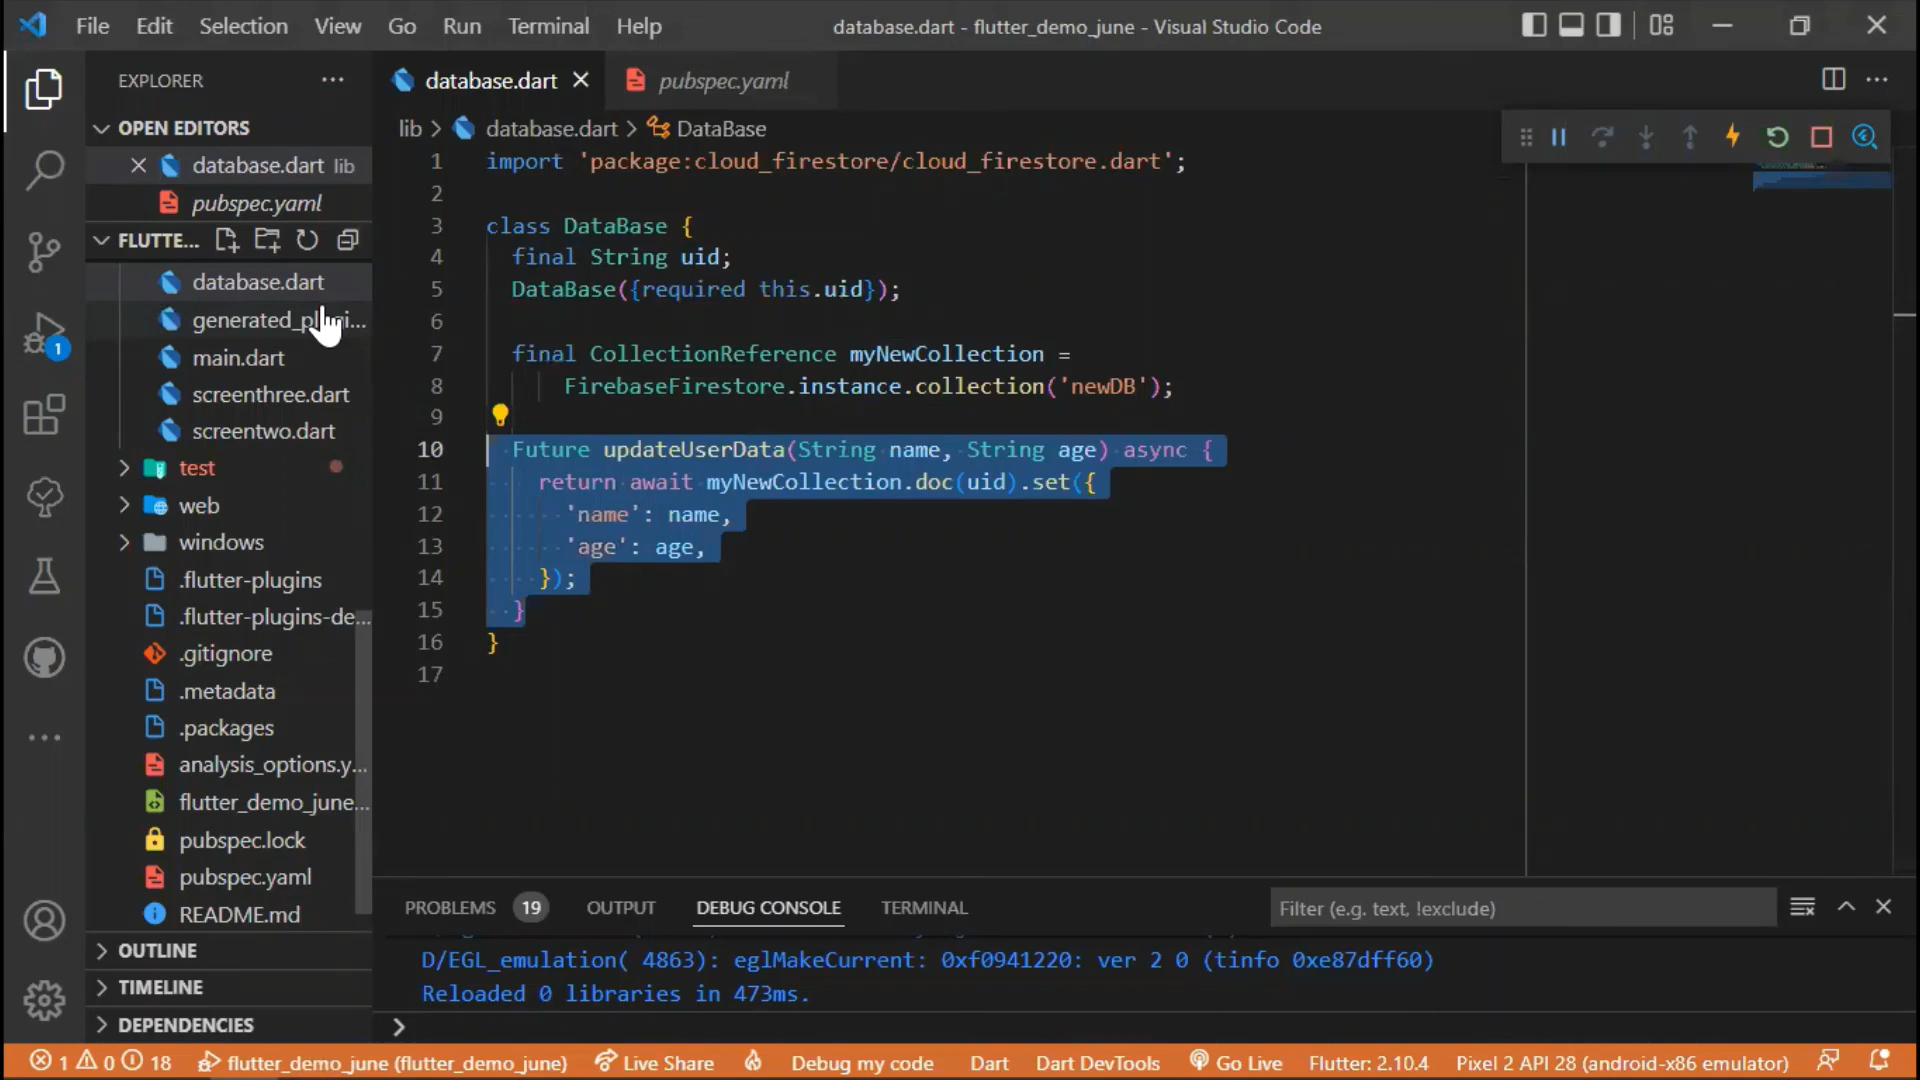 File Edit Selection View Go Run Terminal Help
database.dart - flutter_demo_june - Visual Studio Code
EXPLORER
OPEN EDITORS
database.dart lib
pubspec.yaml
FLUTTE...
database.dart
generated_plugi...
main.dart
screenthree.dart
screentwo.dart
test
web
windows
.flutter-plugins
.flutter-plugins-de...
.gitignore
.metadata
.packages
analysis_options.y...
flutter_demo_june...
pubspec.lock
pubspec.yaml
README.md
OUTLINE
TIMELINE
DEPENDENCIES
1
database.dart
pubspec.yaml
lib > database.dart > DataBase
1 import 'package:cloud_firestore/cloud_firestore.dart';
2
3 class DataBase {
4 final String uid;
5 DataBase({required this.uid});
6
7 final CollectionReference myNewCollection =
8 FirebaseFirestore.instance.collection('newDB');
9
10 Future updateUserData(String name, String age) async {
11 return await myNewCollection.doc(uid).set({
12 'name': name,
13 'age': age,
14 });
15 }
16 }
17
PROBLEMS 19 OUTPUT DEBUG CONSOLE TERMINAL
Filter (e.g. text, !exclude)
D/EGL_emulation( 4863): eglMakeCurrent: 0xf0941220: ver 2 0 (tinfo 0xe87dff60)
Reloaded 0 libraries in 473ms.
>
1 0 18 flutter_demo_june (flutter_demo_june) Live Share Debug my code Dart Dart DevTools Go Live Flutter: 2.10.4 Pixel 2 API 28 (android-x86 emulator)